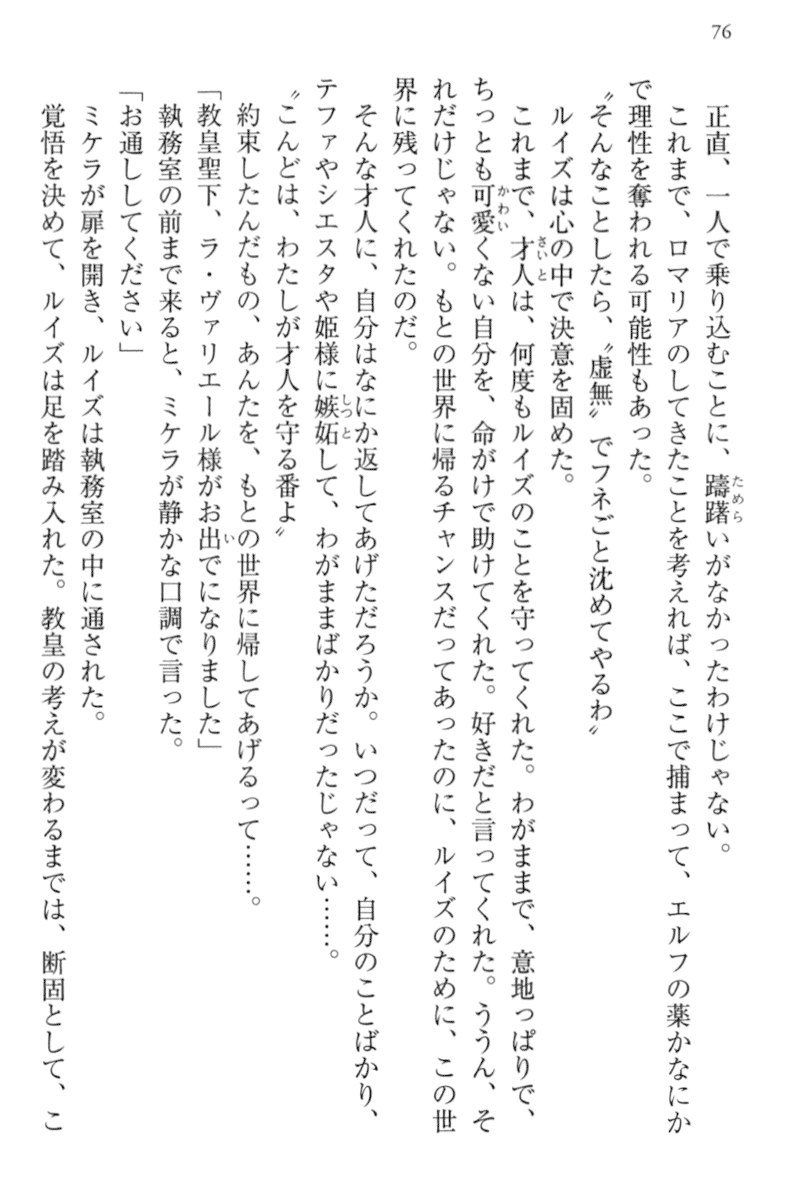 76
正直、一人で乗り込むことに、躊躇いがなかったわけじゃない。
これまで、ロマリアのしてきたことを考えれば、ここで捕まって、エルフの薬かなにか
で理性を奪われる可能性もあった。
〝そんなことしたら、〝虚無〟でフネごと沈めてやるわ〟
ルイズは心の中で決意を固めた。
これまで、才人は、何度もルイズのことを守ってくれた。わがままで、意地っぱりで、
ちっとも可愛くない自分を、命がけで助けてくれた。好きだと言ってくれた。ううん、そ
れだけじゃない。もとの世界に帰るチャンスだってあったのに、ルイズのために、この世
界に残ってくれたのだ。
そんな才人に、自分はなにか返してあげただろうか。いつだって、自分のことばかり、
テファやシエスタや姫様に嫉妬して、わがままばかりだったじゃない……。
〝こんどは、わたしが才人を守る番よ〟
約束したんだもの、あんたを、もとの世界に帰してあげるって……。
「教皇聖下、ラ・ヴァリエール様がお出でになりました」
執務室の前まで来ると、ミケラが静かな口調で言った。
「お通ししてください」
ミケラが扉を開き、ルイズは執務室の中に通された。
覚悟を決めて、ルイズは足を踏み入れた。教皇の考えが変わるまでは、断固として、こ